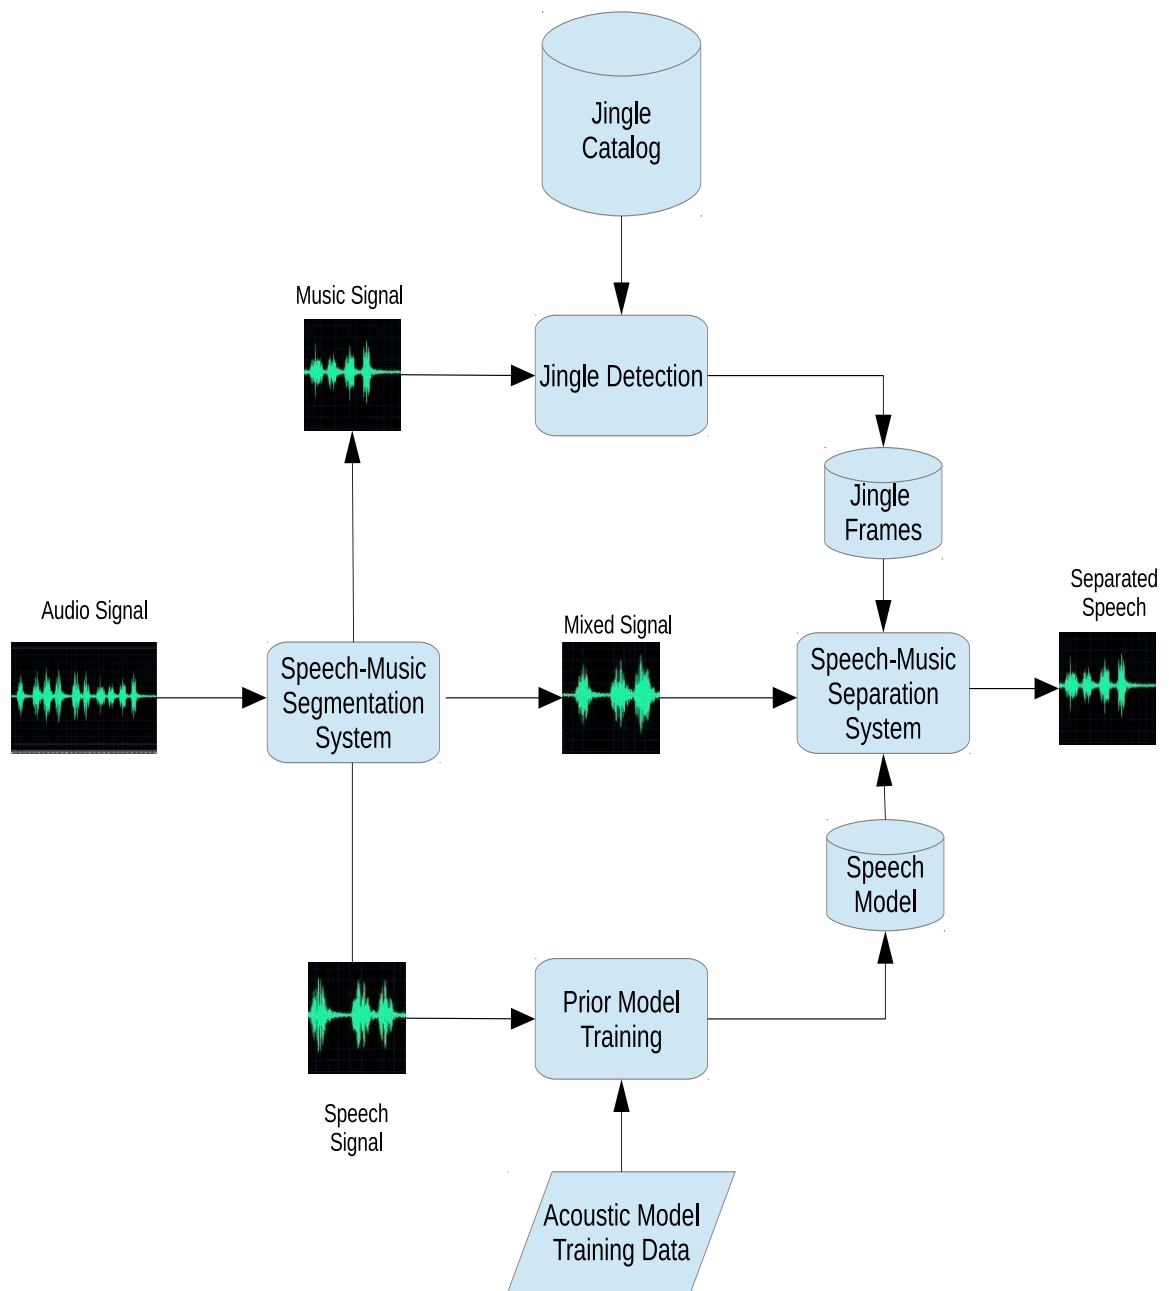 Jingle
Catalog
Music Signal
Jingle Detection
Jingle
Frames
Audio Signal
Speech-Music
Segmentation
System
Mixed Signal
Speech-Music
Separation
System
Separated
Speech
Speech
Model
Prior Model
Training
Speech
Signal
Acoustic Model
Training Data